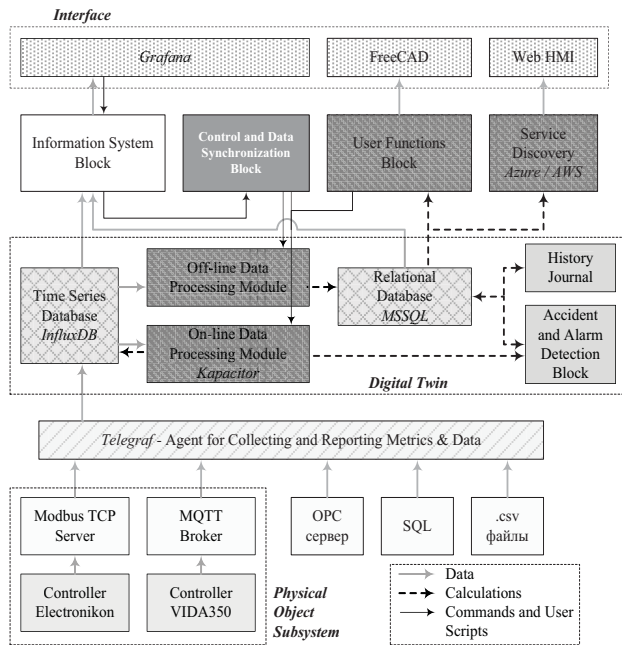 Interface
Grafana
FreeCAD
Web HMI
Information System
Block
Control and Data
Synchronization
Block
User Functions
Block
Service
Discovery
Azure / AWS
Off-line Data
Processing Module
Time Series
Database
InfluxDB
Relational
Database
MSSQL
History
Journal
On-line Data
Processing Module
Kapacitor
Accident and Alarm
Detection
Block
Digital Twin
Telegraf - Agent for Collecting and Reporting Metrics & Data
Modbus TCP
Server
MQTT
Broker
OPC
сервер
SQL
.csv
файлы
Controller
Electronikon
Controller
VIDA350
Physical
Object
Subsystem
Data
Calculations
Commands and User
Scripts